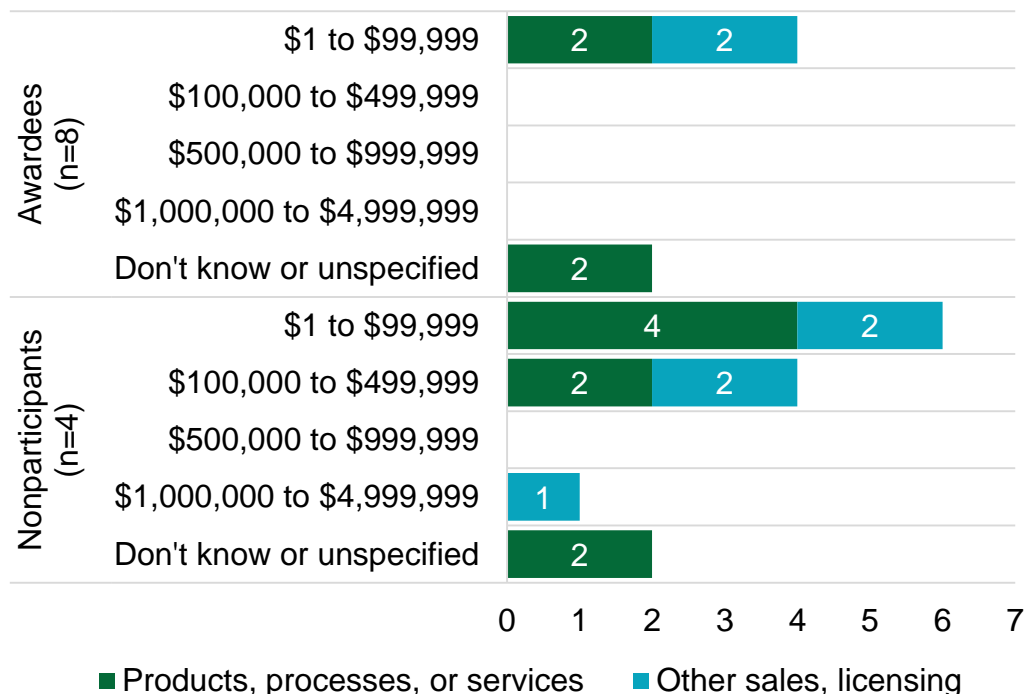 Awardees
(n=8)
$1 to $99,999
2 2
$100,000 to $499,999
$500,000 to $999,999
$1,000,000 to $4,999,999
Don't know or unspecified
2
Nonparticipants
(n=4)
$1 to $99,999
4 2
$100,000 to $499,999
2 2
$500,000 to $999,999
$1,000,000 to $4,999,999
1
Don't know or unspecified
2
0 1 2 3 4 5 6 7
Products, processes, or services Other sales, licensing